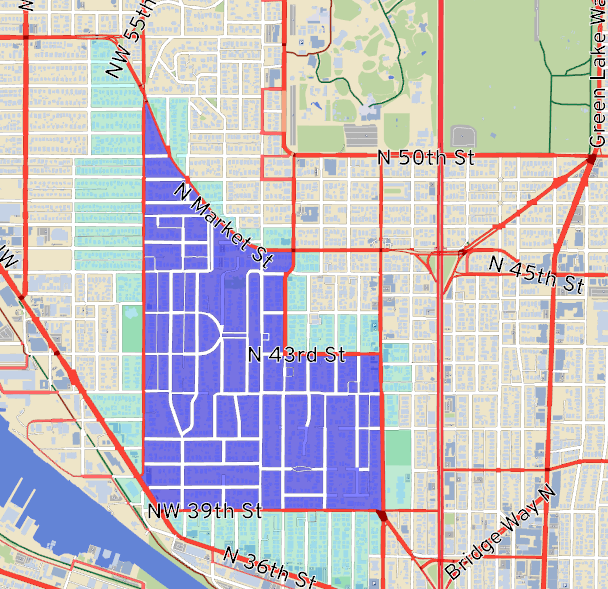 NW 55th
Green Lake Wa
N 50th St
N Market St
NW
N 45th St
N 43rd St
NW 39th St
Bridge Way N
N 36th St